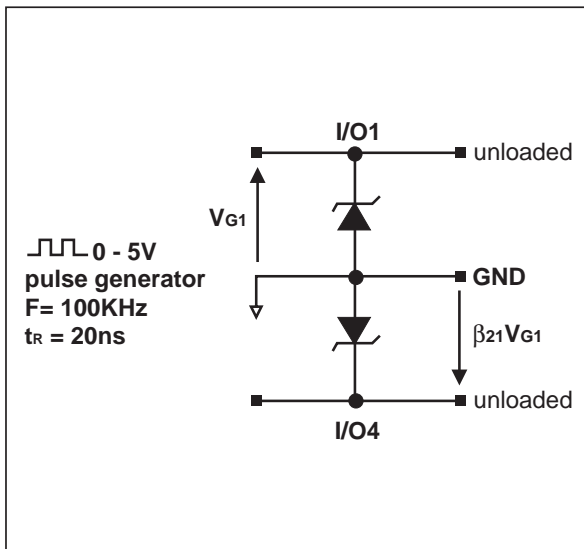 I/O1
unloaded
VG1
0 - 5V
pulse generator
F= 100KHz
tR = 20ns
GND
β21VG1
unloaded
I/O4